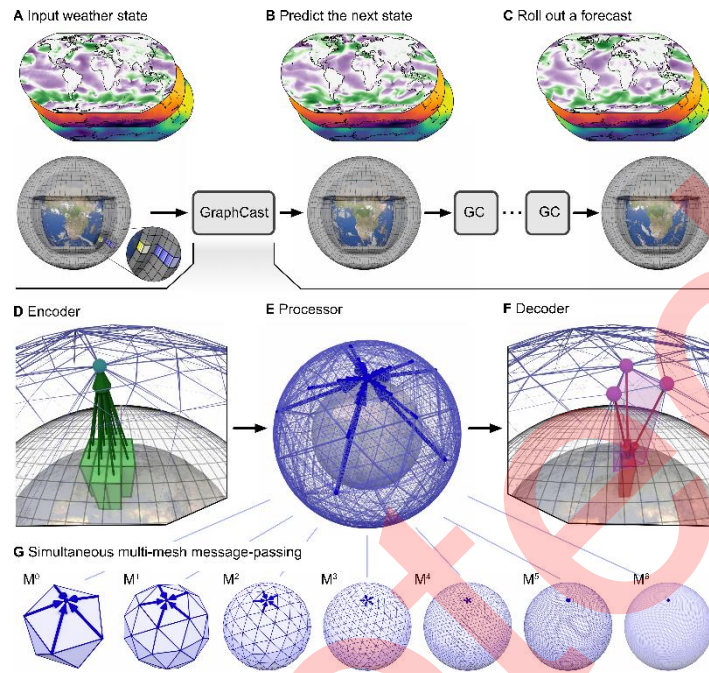 A Input weather state
B Predict the next state
C Roll out a forecast
GraphCast
GC ··· GC
D Encoder
E Processor
F Decoder
G Simultaneous multi-mesh message-passing
M⁰ M¹ M² M³ M⁴ M⁵ M⁶